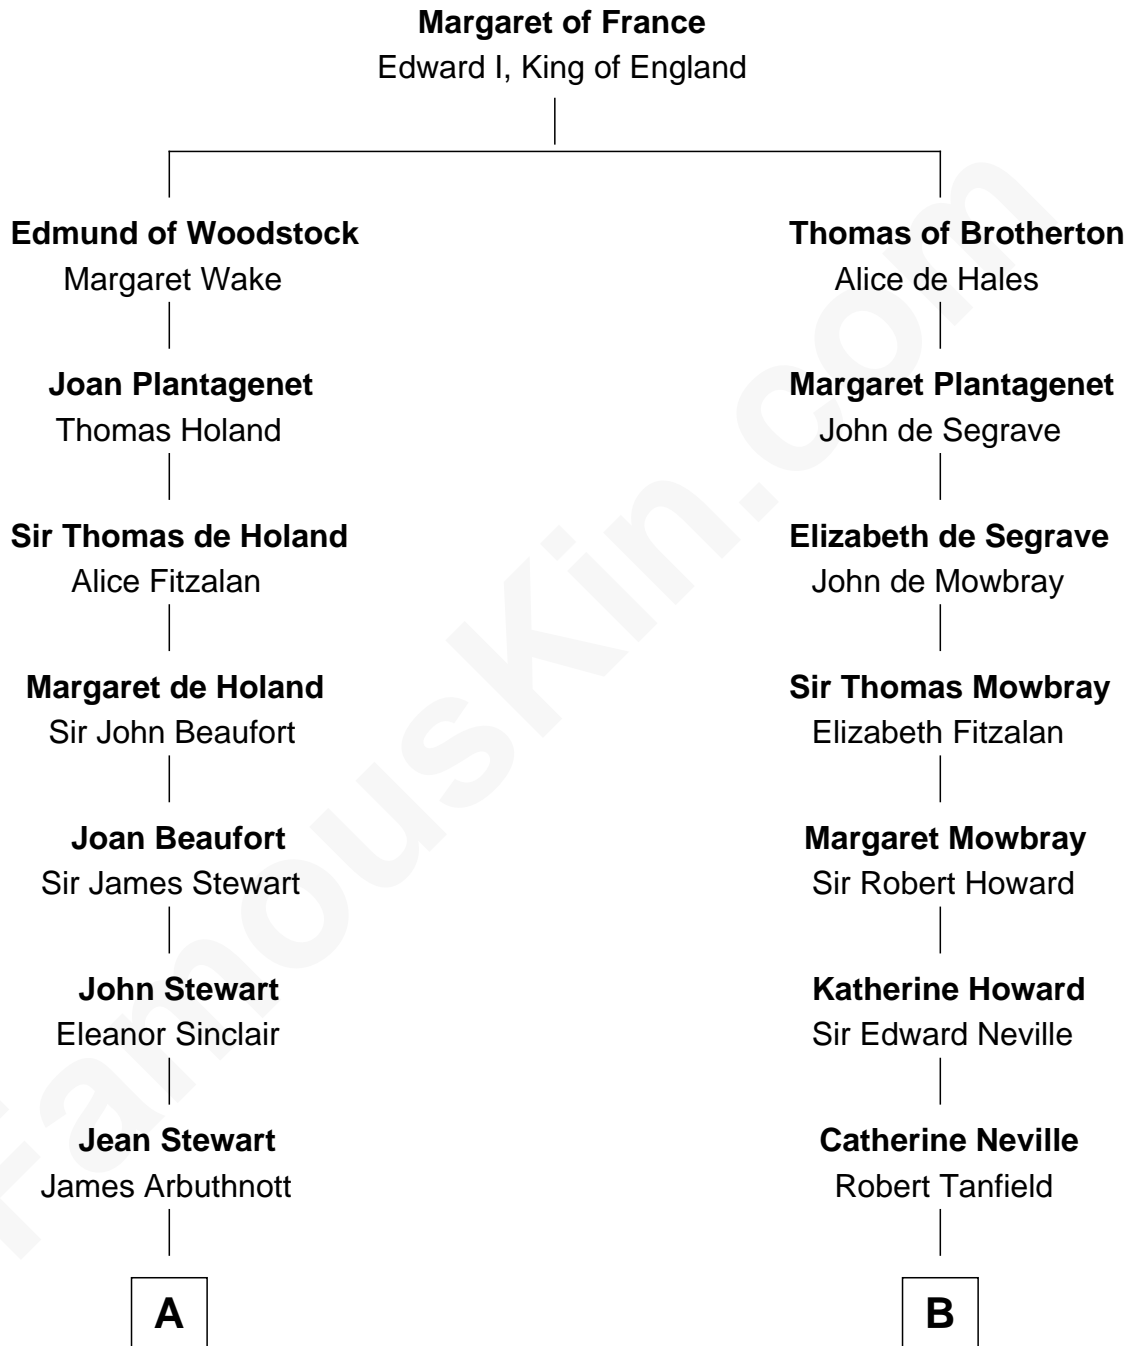 Margaret of France
Edward I, King of England
Edmund of Woodstock
Margaret Wake
Thomas of Brotherton
Alice de Hales
Joan Plantagenet
Thomas Holand
Margaret Plantagenet
John de Segrave
Sir Thomas de Holand
Alice Fitzalan
Elizabeth de Segrave
John de Mowbray
Margaret de Holand
Sir John Beaufort
Sir Thomas Mowbray
Elizabeth Fitzalan
Joan Beaufort
Sir James Stewart
Margaret Mowbray
Sir Robert Howard
John Stewart
Eleanor Sinclair
Katherine Howard
Sir Edward Neville
Jean Stewart
James Arbuthnott
Catherine Neville
Robert Tanfield
A
B
FamousKin.com